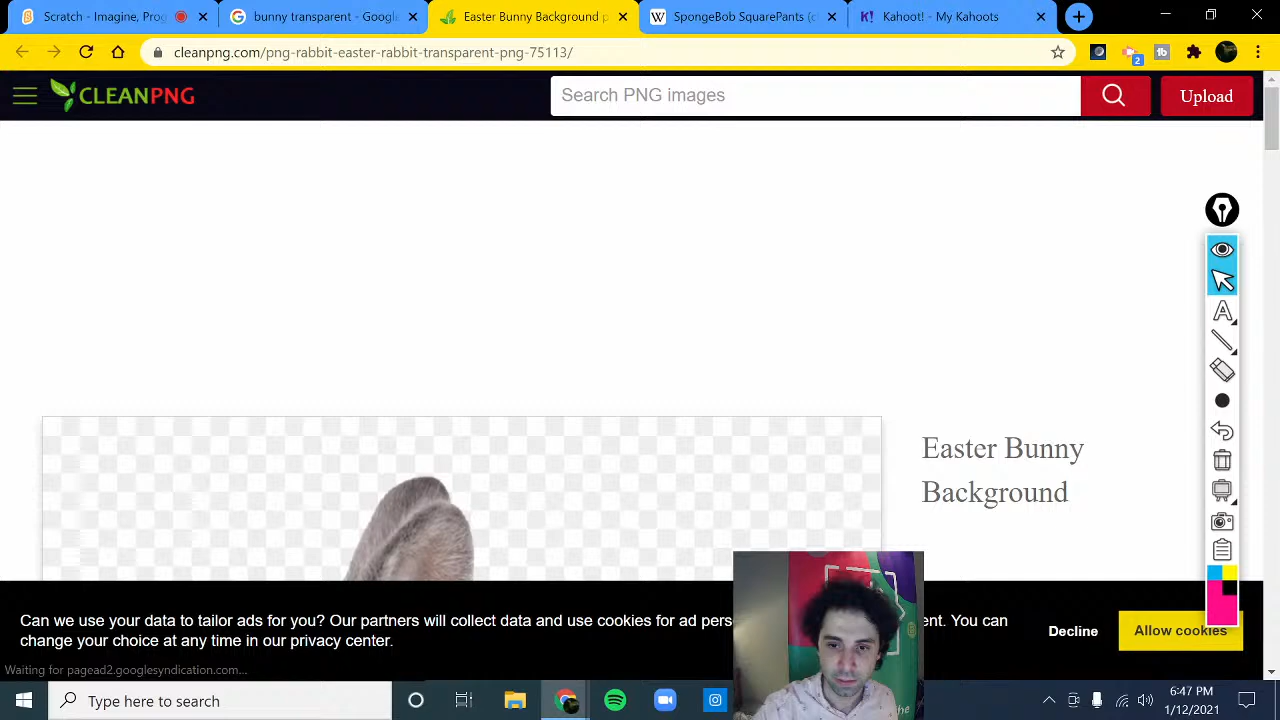 Scratch - Imagine, Prog
bunny transparent - Google
Easter Bunny Background p
SpongeBob SquarePants (c
Kahoot! - My Kahoots
cleanpng.com/png-rabbit-easter-rabbit-transparent-png-75113/
2
CLEANPNG
Search PNG images
Upload
Easter Bunny
Background
Can we use your data to tailor ads for you? Our partners will collect data and use cookies for ad pers
ent. You can
change your choice at any time in our privacy center.
Decline
Allow cookies
Waiting for pagead2.googlesyndication.com...
Type here to search
6:47 PM
1/12/2021